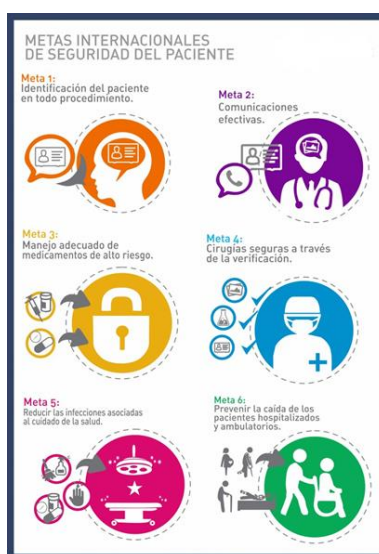 METAS INTERNACIONALES
DE SEGURIDAD DEL PACIENTE
Meta 1:
Identificación del paciente
en todo procedimiento.
Meta 2:
Comunicaciones
efectivas.
Meta 3:
Manejo adecuado de
medicamentos de alto riesgo.
Meta 4:
Cirugías seguras a través
de la verificación.
Meta 5:
Reducir las infecciones asociadas
al cuidado de la salud.
Meta 6:
Prevenir la caída de los
pacientes hospitalizados
y ambulatorios.